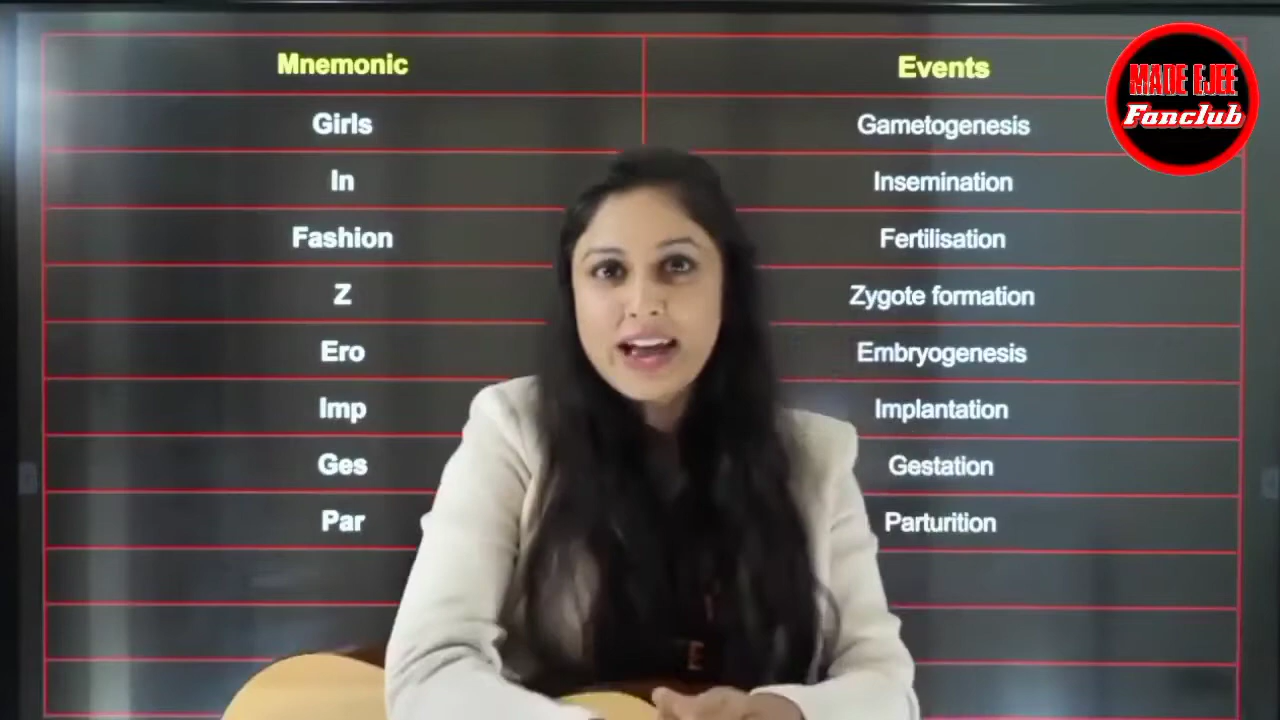 Mnemonic Events
Girls Gametogenesis
In Insemination
Fashion Fertilisation
Z Zygote formation
Ero Embryogenesis
Imp Implantation
Ges Gestation
Par Parturition
MADE EJEE
Fanclub